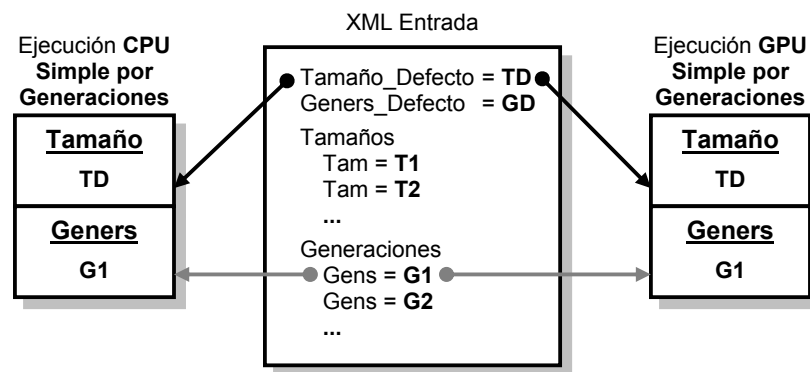 XML Entrada
Ejecución CPU
Simple por
Generaciones
Tamaño
TD
Geners
G1
Tamaño_Defecto = TD
Geners_Defecto = GD
Tamaños
Tam = T1
Tam = T2
...
Generaciones
Gens = G1
Gens = G2
...
Ejecución GPU
Simple por
Generaciones
Tamaño
TD
Geners
G1